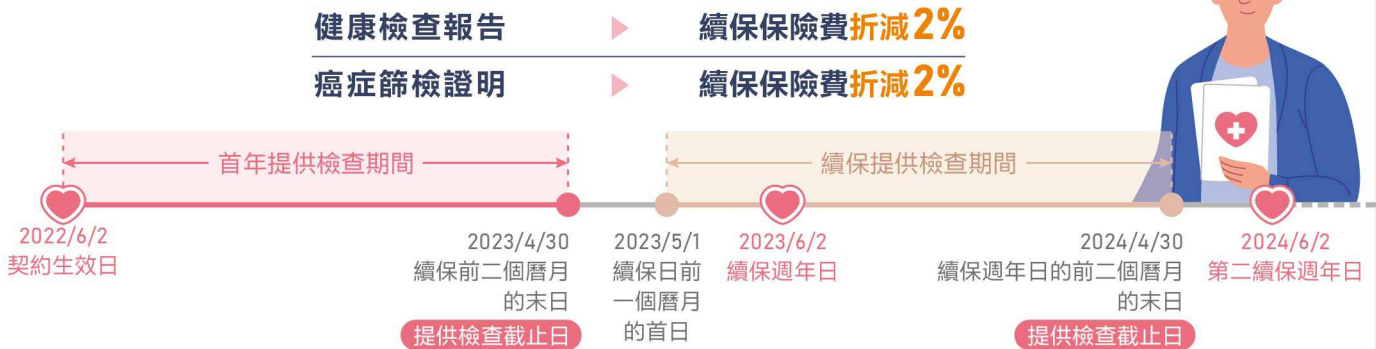 健康檢查報告 ▶ 續保保險費折減2%
癌症篩檢證明 ▶ 續保保險費折減2%
首年提供檢查期間
續保提供檢查期間
2022/6/2
契約生效日
2023/4/30
續保前二個曆月
的末日
提供檢查截止日
2023/5/1
續保日前
一個曆月
的首日
2023/6/2
續保週年日
2024/4/30
續保週年日的前二個曆月
的末日
提供檢查截止日
2024/6/2
第二續保週年日